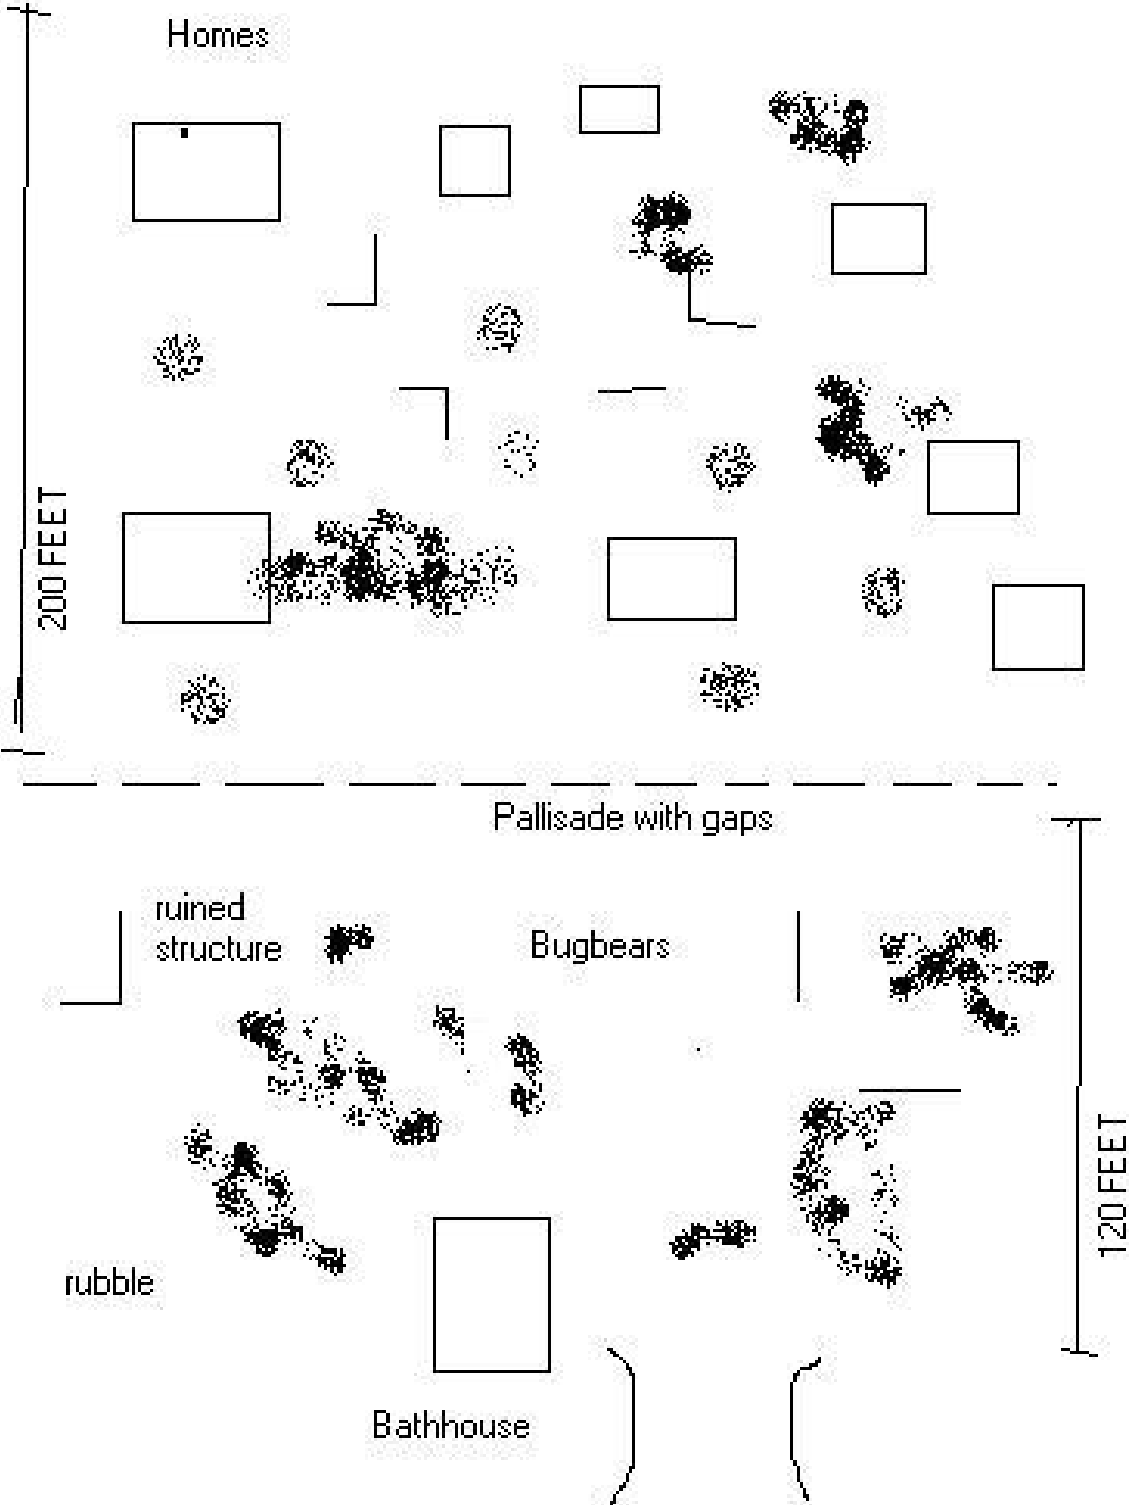 Homes
200 FEET
Pallisade with gaps
ruined
structure
Bugbears
120 FEET
rubble
Bathhouse